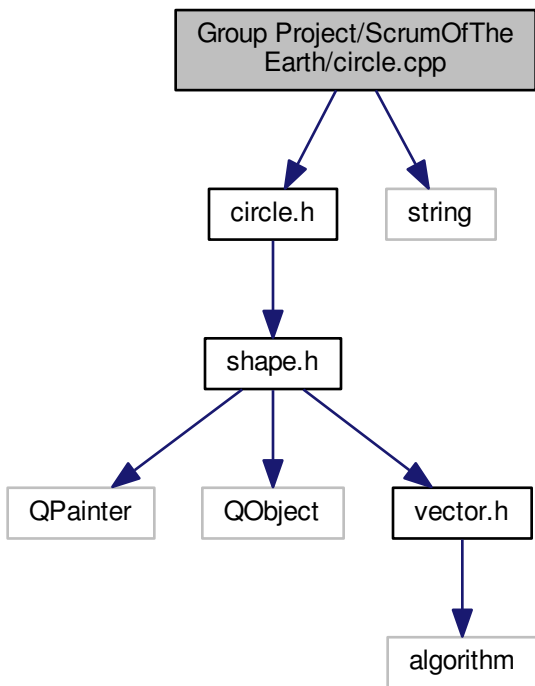 Group Project/ScrumOfThe
Earth/circle.cpp
circle.h
string
shape.h
QPainter
QObject
vector.h
algorithm